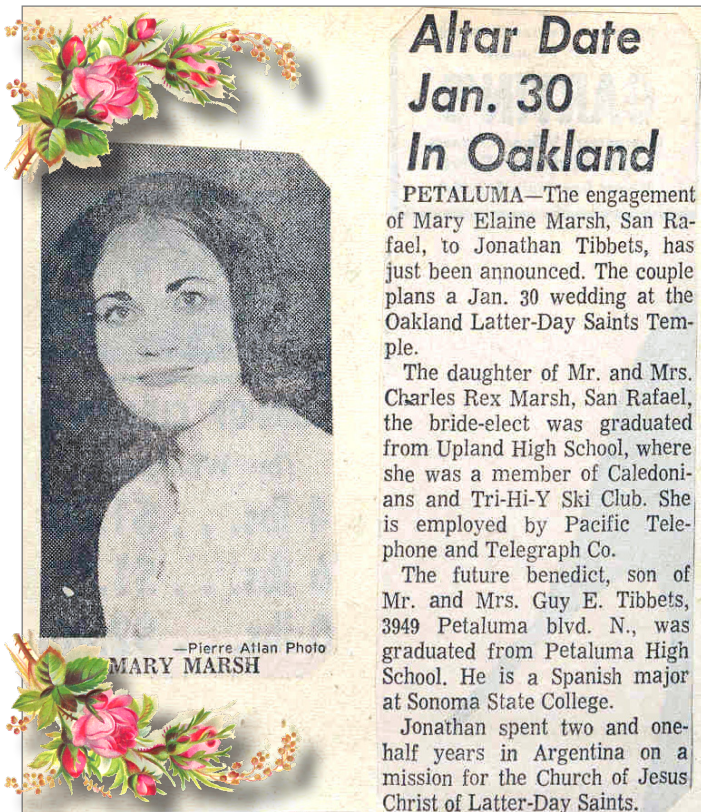 Altar Date
Jan. 30
In Oakland
PETALUMA—The engagement
of Mary Elaine Marsh, San Ra-
fael, to Jonathan Tibbets, has
just been announced. The couple
plans a Jan. 30 wedding at the
Oakland Latter-Day Saints Tem-
ple.
The daughter of Mr. and Mrs.
Charles Rex Marsh, San Rafael,
the bride-elect was graduated
from Upland High School, where
she was a member of Caledoni-
ans and Tri-Hi-Y Ski Club. She
is employed by Pacific Tele-
phone and Telegraph Co.
The future benedict, son of
Mr. and Mrs. Guy E. Tibbets,
3949 Petaluma blvd. N., was
graduated from Petaluma High
School. He is a Spanish major
at Sonoma State College.
Jonathan spent two and one-
half years in Argentina on a
mission for the Church of Jesus
Christ of Latter-Day Saints.
—Pierre Atlan Photo
MARY MARSH